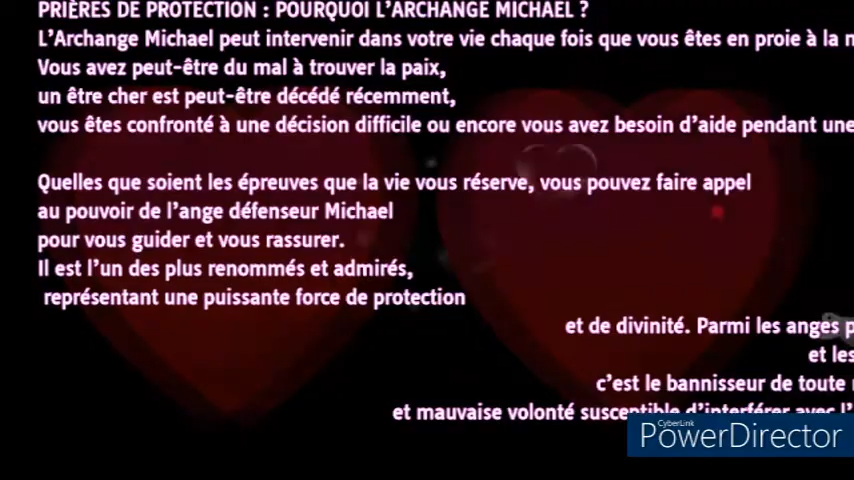 PRIÈRES DE PROTECTION : POURQUOI L'ARCHANGE MICHAEL ?
L'Archange Michael peut intervenir dans votre vie chaque fois que vous êtes en proie à la
Vous avez peut-être du mal à trouver la paix,
un être cher est peut-être décédé récemment,
vous êtes confronté à une décision difficile ou encore vous avez besoin d'aide pendant une
Quelles que soient les épreuves que la vie vous réserve, vous pouvez faire appel
au pouvoir de l'ange défenseur Michael
pour vous guider et vous rassurer.
Il est l'un des plus renommés et admirés,
représentant une puissante force de protection
et de divinité. Parmi les anges
et les
c'est le bannisseur de toute
et mauvaise volonté susceptible d'interférer avec l'
CyberLink
PowerDirector